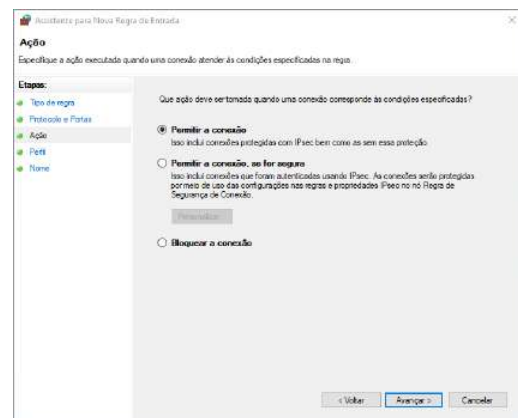 Assistente para Nova Regra de Entrada
Ação
Especifique a ação executada quando uma conexão atender às condições especificadas na regra.
Etapas:
Tipo de regra
Protocolo e Portas
Ação
Perfil
Nome
Que ação deve ser tomada quando uma conexão corresponde às condições especificadas?
Permitir a conexão
Isso inclui conexões protegidas com IPsec bem como as sem essa proteção.
Permitir a conexão, se for segura
Isso inclui conexões que foram autenticadas usando IPsec. As conexões serão protegidas
por meio de uso das configurações nas regras e propriedades IPsec no nó Regra de
Segurança de Conexão.
Personalizar...
Bloquear a conexão
< Voltar
Avançar >
Cancelar